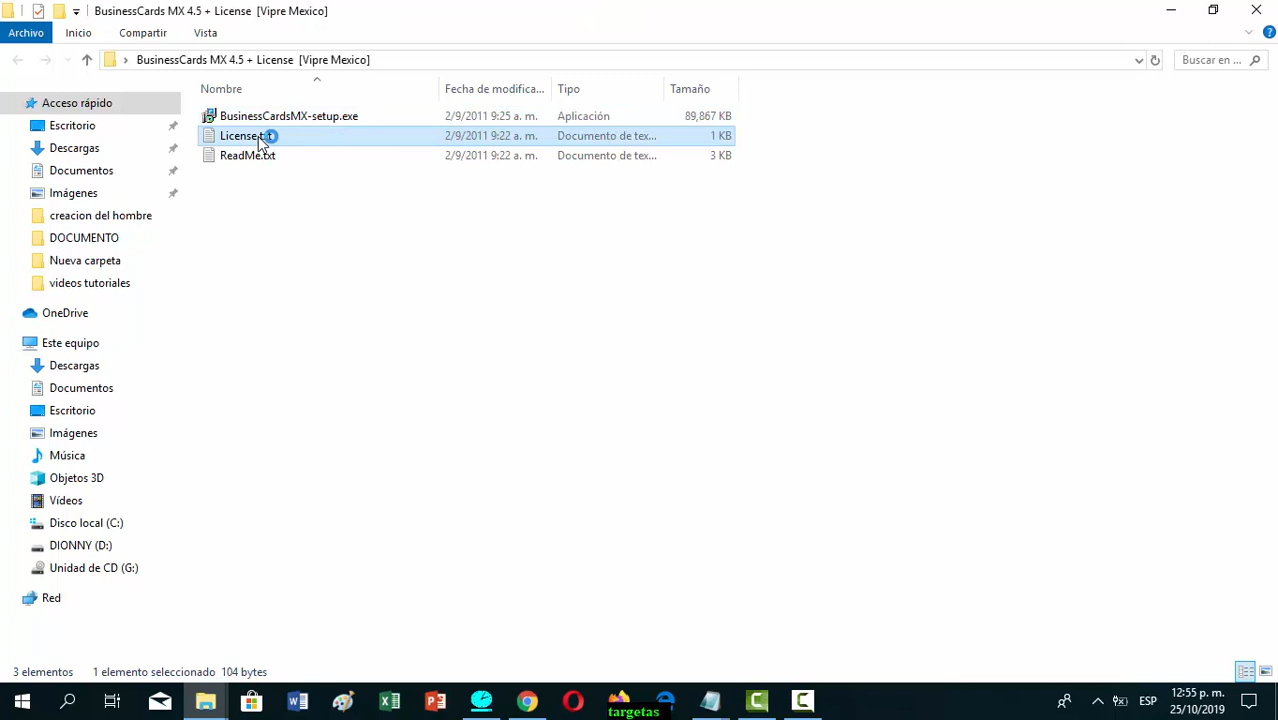 BusinessCards MX 4.5 + License  [Vipre Mexico]
Archivo Inicio Compartir Vista
BusinessCards MX 4.5 + License  [Vipre Mexico] Buscar en ...
Nombre Fecha de modifica... Tipo Tamaño
BusinessCardsMX-setup.exe 2/9/2011 9:25 a. m. Aplicación 89,867 KB
License.txt 2/9/2011 9:22 a. m. Documento de tex... 1 KB
ReadMe.txt 2/9/2011 9:22 a. m. Documento de tex... 3 KB
Acceso rápido
Escritorio
Descargas
Documentos
Imágenes
creacion del hombre
DOCUMENTO
Nueva carpeta
videos tutoriales
OneDrive
Este equipo
Descargas
Documentos
Escritorio
Imágenes
Música
Objetos 3D
Vídeos
Disco local (C:)
DIONNY (D:)
Unidad de CD (G:)
Red
3 elementos 1 elemento seleccionado 104 bytes
targetas
ESP
12:55 p. m.
25/10/2019